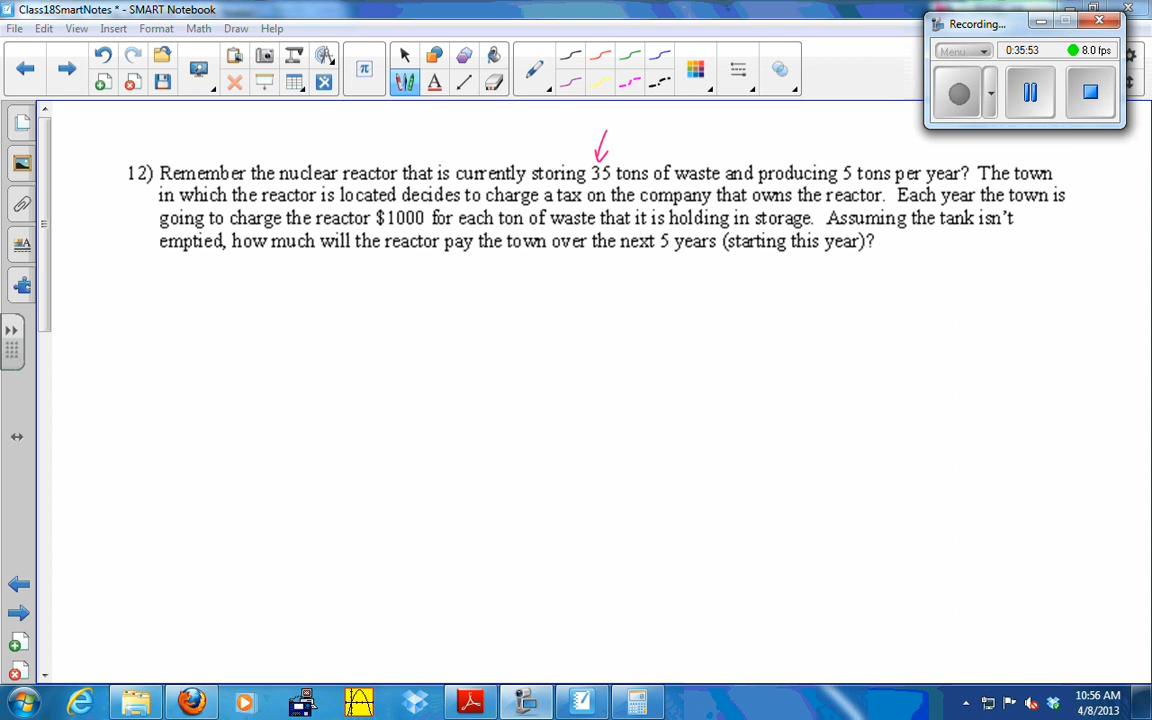 Class18SmartNotes * - SMART Notebook
File Edit View Insert Format Math Draw Help
Recording...
Menu 0:35:53 8.0 fps
π
A
12) Remember the nuclear reactor that is currently storing 35 tons of waste and producing 5 tons per year? The town
in which the reactor is located decides to charge a tax on the company that owns the reactor. Each year the town is
going to charge the reactor $1000 for each ton of waste that it is holding in storage. Assuming the tank isn't
emptied, how much will the reactor pay the town over the next 5 years (starting this year)?
10:56 AM
4/8/2013